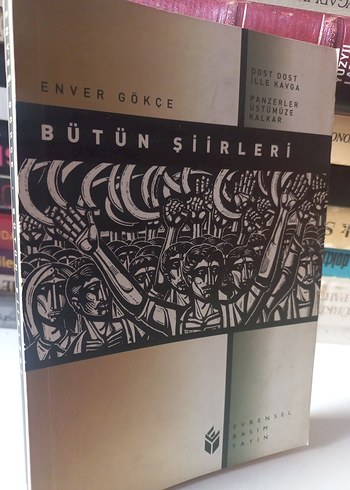 ENVER GÖKÇE
DOST DOST
İLLE KAVGA
PANZERLER
ÜSTÜMÜZE
KALKAR
BÜTÜN ŞİİRLERİ
EVRENSEL
BASIM
YAYIN